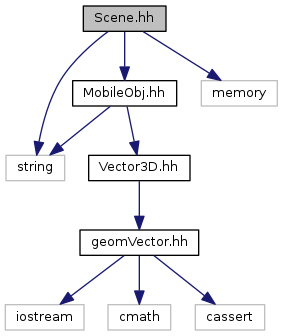 Scene.hh
MobileObj.hh
memory
string
Vector3D.hh
geomVector.hh
iostream
cmath
cassert